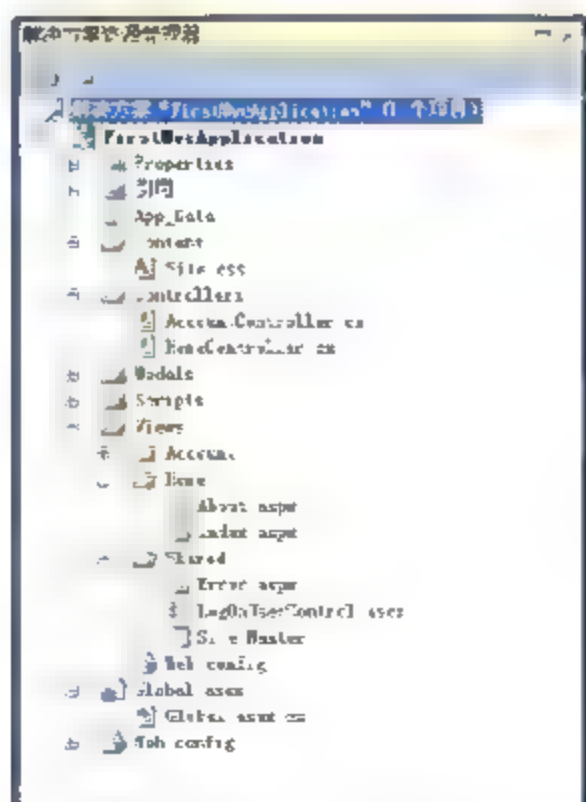 解决方案资源管理器
解决方案 "FirstNetApplication" (1 个项目)
FirstNetApplication
Properties
引用
App_Data
Content
Site.css
Controllers
AccountController.cs
HomeController.cs
Models
Scripts
Views
Account
Home
About.aspx
Index.aspx
Shared
Error.aspx
LogOnUserControl.ascx
Site.Master
Web.config
Global.asax
Global.asax.cs
Web.config